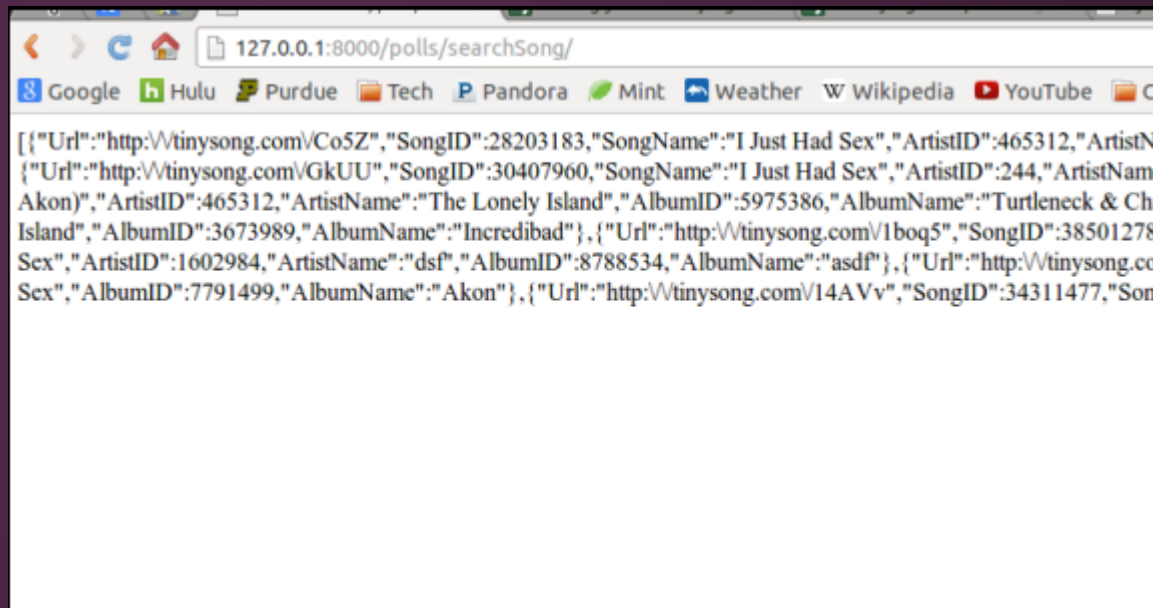 127.0.0.1:8000/polls/searchSong/
Google Hulu Purdue Tech Pandora Mint Weather Wikipedia YouTube
[{"Url":"http:\/\/tinysong.com\/Co5Z","SongID":28203183,"SongName":"I Just Had Sex","ArtistID":465312,"ArtistN
{"Url":"http:\/\/tinysong.com\/GkUU","SongID":30407960,"SongName":"I Just Had Sex","ArtistID":244,"ArtistNam
Akon)","ArtistID":465312,"ArtistName":"The Lonely Island","AlbumID":5975386,"AlbumName":"Turtleneck & Ch
Island","AlbumID":3673989,"AlbumName":"Incredibad"},{"Url":"http:\/\/tinysong.com\/1boq5","SongID":38501278
Sex","ArtistID":1602984,"ArtistName":"dsf","AlbumID":8788534,"AlbumName":"asdf"},{"Url":"http:\/\/tinysong.co
Sex","AlbumID":7791499,"AlbumName":"Akon"},{"Url":"http:\/\/tinysong.com\/14AVv","SongID":34311477,"Son